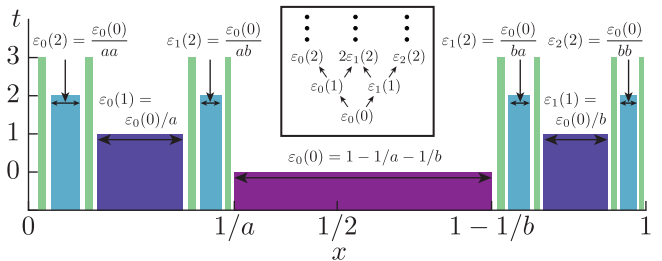 t
3
2
1
0
ε₀(2) = ε₀(0)/aa
ε₁(2) = ε₀(0)/ab
ε₀(1) =
ε₀(0)/a
ε₀(2) 2ε₁(2) ε₂(2)
ε₀(1) ε₁(1)
ε₀(0)
ε₁(2) = ε₀(0)/ba
ε₂(2) = ε₀(0)/bb
ε₁(1) =
ε₀(0)/b
ε₀(0) = 1 − 1/a − 1/b
0 1/a 1/2 1 − 1/b 1
x